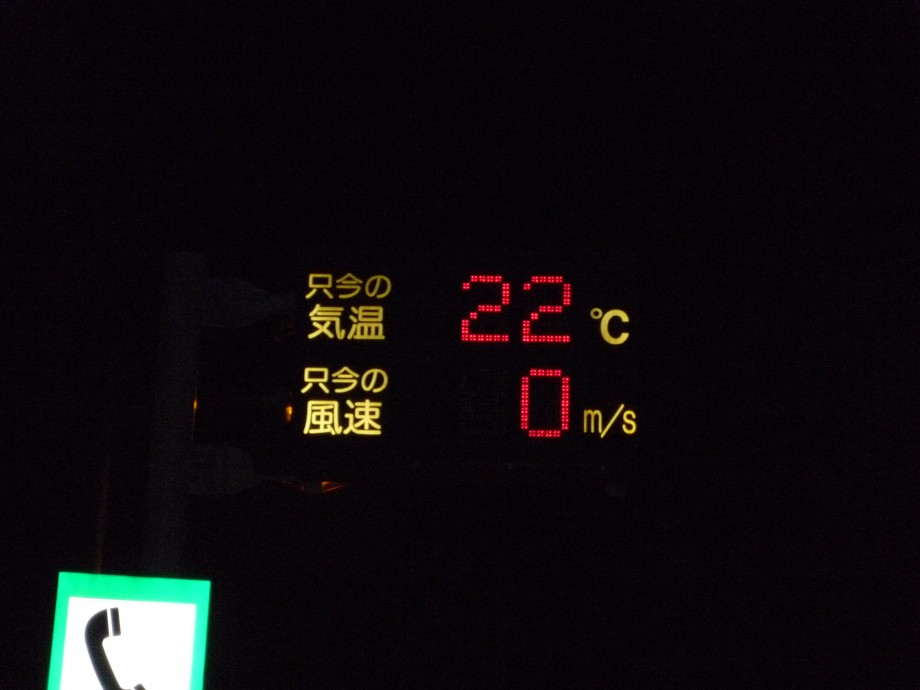 只今の
気温 22 ℃
只今の
風速 0 m/s